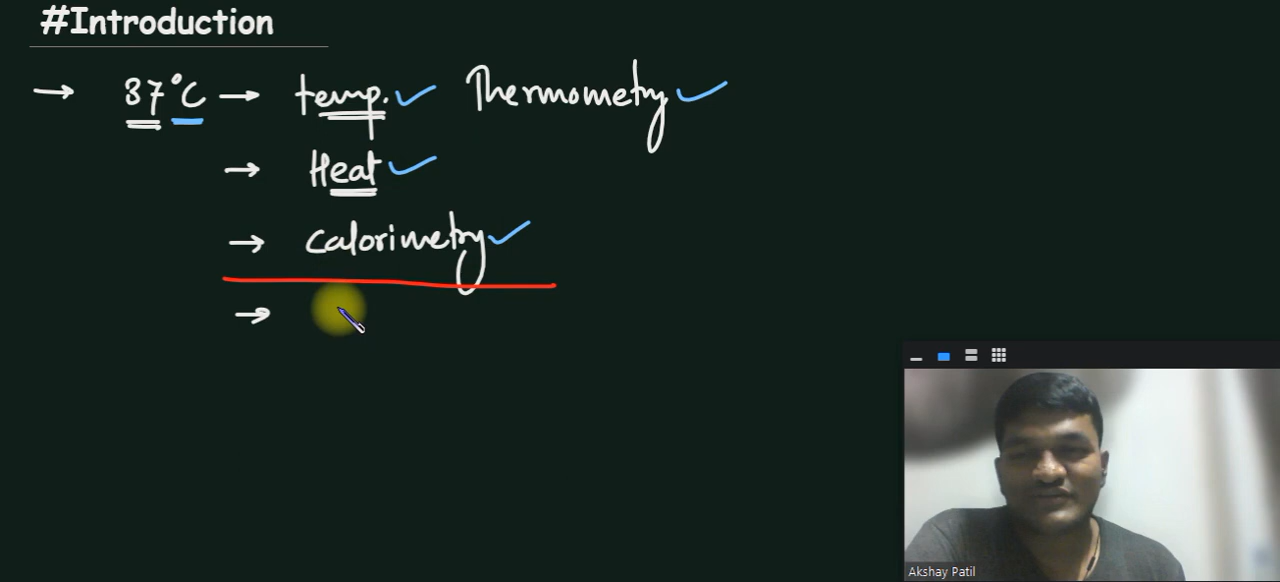 #Introduction
→ 37°C → temp. ✓ Thermometry ✓
→ Heat ✓
→ Calorimetry ✓
→
Akshay Patil